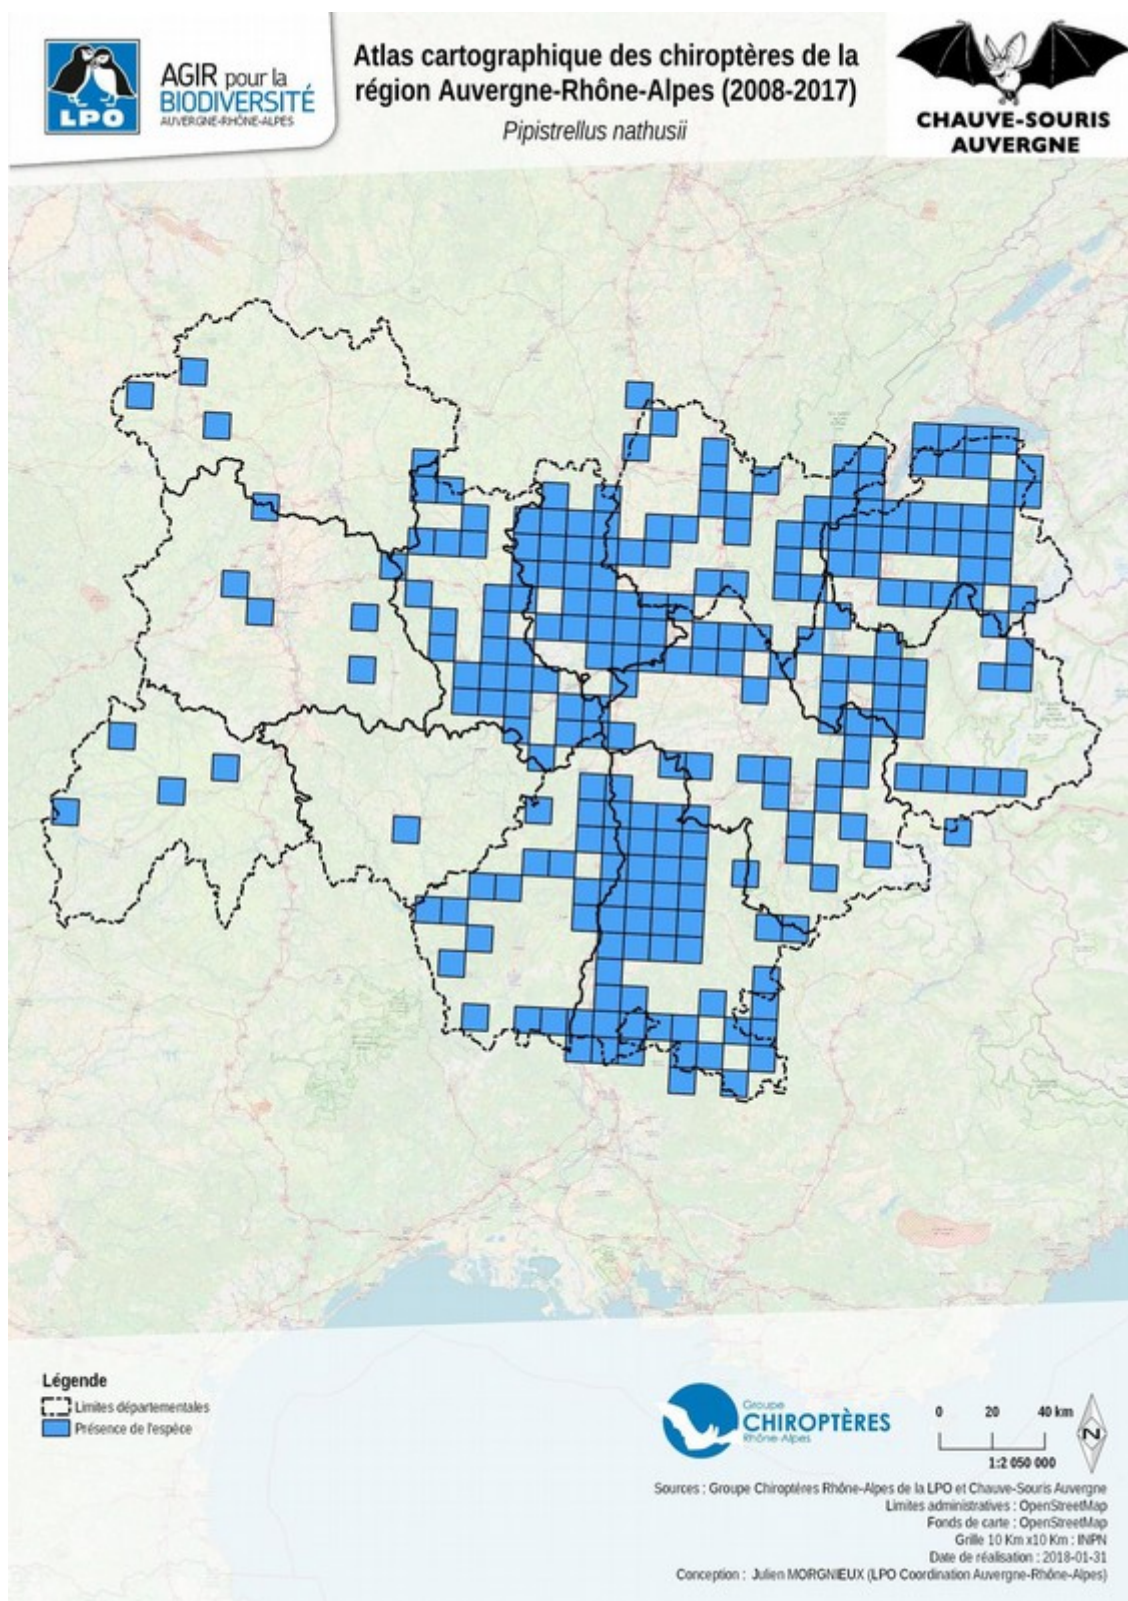 LPO
AGIR pour la
BIODIVERSITÉ
AUVERGNE-RHÔNE-ALPES
Atlas cartographique des chiroptères de la
région Auvergne-Rhône-Alpes (2008-2017)
Pipistrellus nathusii
CHAUVE-SOURIS
AUVERGNE
Légende
Limites départementales
Présence de l'espèce
Groupe
CHIROPTÈRES
Rhône-Alpes
0 20 40 km
1:2 050 000
N
Sources : Groupe Chiroptères Rhône-Alpes de la LPO et Chauve-Souris Auvergne
Limites administratives : OpenStreetMap
Fonds de carte : OpenStreetMap
Grille 10 Km x10 Km : INPN
Date de réalisation : 2018-01-31
Conception : Julien MORGNIEUX (LPO Coordination Auvergne-Rhône-Alpes)